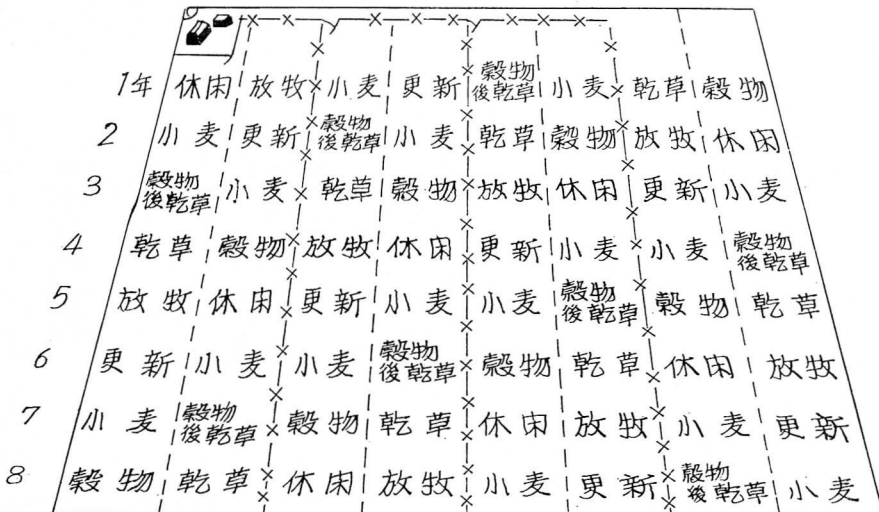 1年 休閑 放牧 小麦 更新 穀物後乾草 小麦 乾草 穀物
2 小麦 更新 穀物後乾草 小麦 乾草 穀物 放牧 休閑
3 穀物後乾草 小麦 乾草 穀物 放牧 休閑 更新 小麦
4 乾草 穀物 放牧 休閑 更新 小麦 小麦 穀物後乾草
5 放牧 休閑 更新 小麦 小麦 穀物後乾草 穀物 乾草
6 更新 小麦 小麦 穀物後乾草 穀物 乾草 休閑 放牧
7 小麦 穀物後乾草 穀物 乾草 休閑 放牧 小麦 更新
8 穀物 乾草 休閑 放牧 小麦 更新 穀物後乾草 小麦